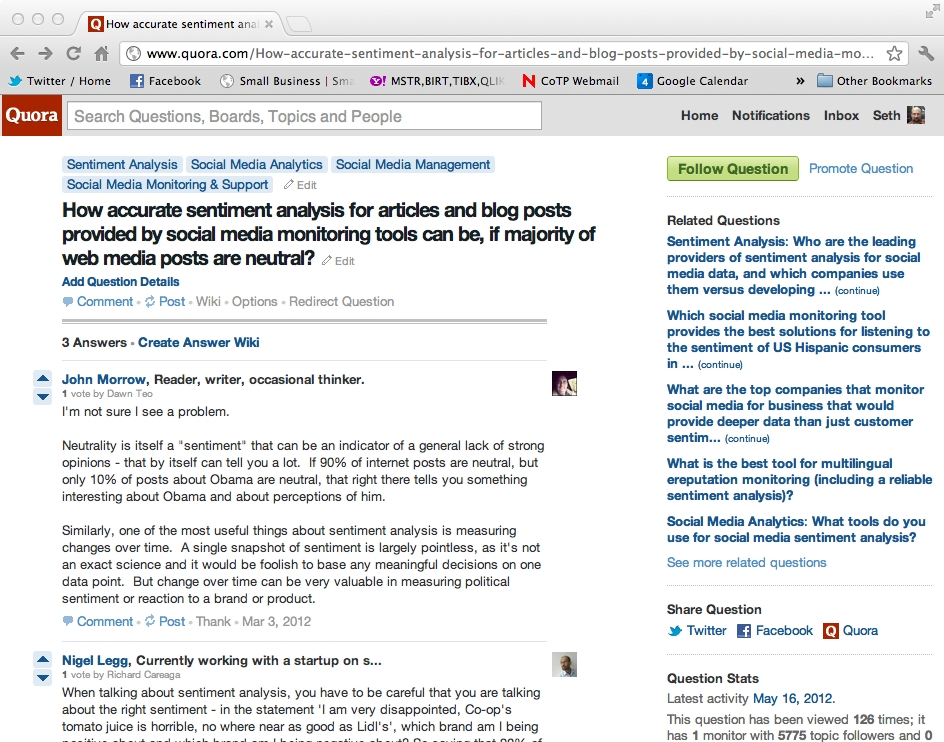 How accurate sentiment anal
www.quora.com/How-accurate-sentiment-analysis-for-articles-and-blog-posts-provided-by-social-media-mo...
Twitter / Home
Facebook
Small Business | Sma
MSTR,BIRT,TIBX,QLIK
CoTP Webmail
4 Google Calendar
»
Other Bookmarks
Quora
Search Questions, Boards, Topics and People
Home
Notifications
Inbox
Seth
Sentiment Analysis Social Media Analytics Social Media Management
Social Media Monitoring & Support Edit
How accurate sentiment analysis for articles and blog posts
provided by social media monitoring tools can be, if majority of
web media posts are neutral? Edit
Add Question Details
Comment • Post • Wiki • Options • Redirect Question
3 Answers • Create Answer Wiki
John Morrow, Reader, writer, occasional thinker.
1 vote by Dawn Teo
I'm not sure I see a problem.
Neutrality is itself a "sentiment" that can be an indicator of a general lack of strong
opinions - that by itself can tell you a lot. If 90% of internet posts are neutral, but
only 10% of posts about Obama are neutral, that right there tells you something
interesting about Obama and about perceptions of him.
Similarly, one of the most useful things about sentiment analysis is measuring
changes over time. A single snapshot of sentiment is largely pointless, as it's not
an exact science and it would be foolish to base any meaningful decisions on one
data point. But change over time can be very valuable in measuring political
sentiment or reaction to a brand or product.
Comment • Post • Thank • Mar 3, 2012
Nigel Legg, Currently working with a startup on s...
1 vote by Richard Careaga
When talking about sentiment analysis, you have to be careful that you are talking
about the right sentiment - in the statement 'I am very disappointed, Co-op's
tomato juice is horrible, no where near as good as Lidl's', which brand am I being
positive about and which brand am I being negative about? So saying that 90% of
Follow Question Promote Question
Related Questions
Sentiment Analysis: Who are the leading
providers of sentiment analysis for social
media data, and which companies use
them versus developing ... (continue)
Which social media monitoring tool
provides the best solutions for listening to
the sentiment of US Hispanic consumers
in ... (continue)
What are the top companies that monitor
social media for business that would
provide deeper data than just customer
sentim... (continue)
What is the best tool for multilingual
ereputation monitoring (including a reliable
sentiment analysis)?
Social Media Analytics: What tools do you
use for social media sentiment analysis?
See more related questions
Share Question
Twitter Facebook Quora
Question Stats
Latest activity May 16, 2012.
This question has been viewed 126 times; it
has 1 monitor with 5775 topic followers and 0